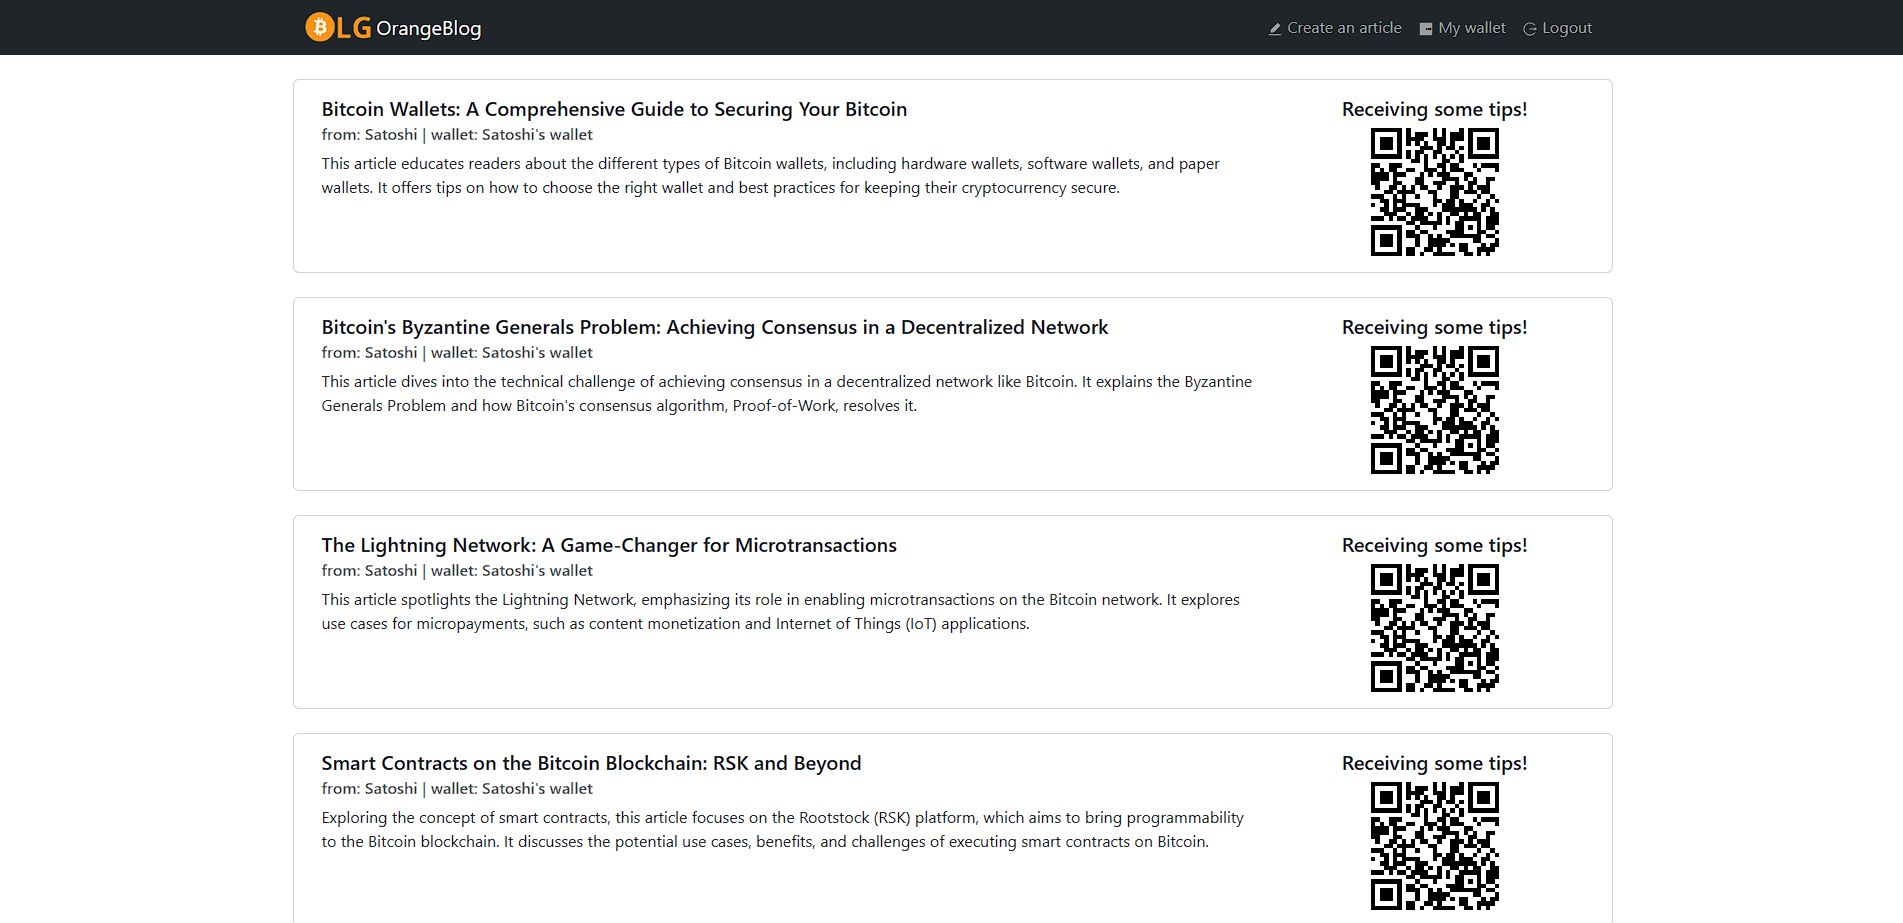 LG OrangeBlog
Create an article My wallet Logout
Bitcoin Wallets: A Comprehensive Guide to Securing Your Bitcoin
from: Satoshi | wallet: Satoshi's wallet
This article educates readers about the different types of Bitcoin wallets, including hardware wallets, software wallets, and paper
wallets. It offers tips on how to choose the right wallet and best practices for keeping their cryptocurrency secure.
Receiving some tips!
Bitcoin's Byzantine Generals Problem: Achieving Consensus in a Decentralized Network
from: Satoshi | wallet: Satoshi's wallet
This article dives into the technical challenge of achieving consensus in a decentralized network like Bitcoin. It explains the Byzantine
Generals Problem and how Bitcoin's consensus algorithm, Proof-of-Work, resolves it.
Receiving some tips!
The Lightning Network: A Game-Changer for Microtransactions
from: Satoshi | wallet: Satoshi's wallet
This article spotlights the Lightning Network, emphasizing its role in enabling microtransactions on the Bitcoin network. It explores
use cases for micropayments, such as content monetization and Internet of Things (IoT) applications.
Receiving some tips!
Smart Contracts on the Bitcoin Blockchain: RSK and Beyond
from: Satoshi | wallet: Satoshi's wallet
Exploring the concept of smart contracts, this article focuses on the Rootstock (RSK) platform, which aims to bring programmability
to the Bitcoin blockchain. It discusses the potential use cases, benefits, and challenges of executing smart contracts on Bitcoin.
Receiving some tips!